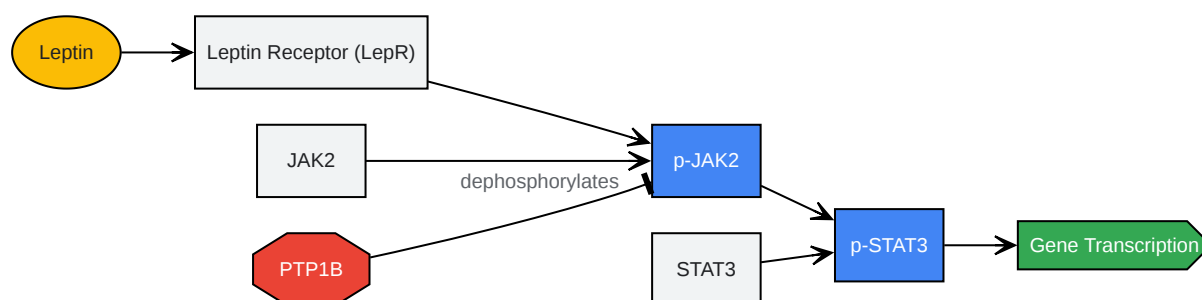 Leptin
Leptin Receptor (LepR)
JAK2
p-JAK2
dephosphorylates
PTP1B
STAT3
p-STAT3
Gene Transcription